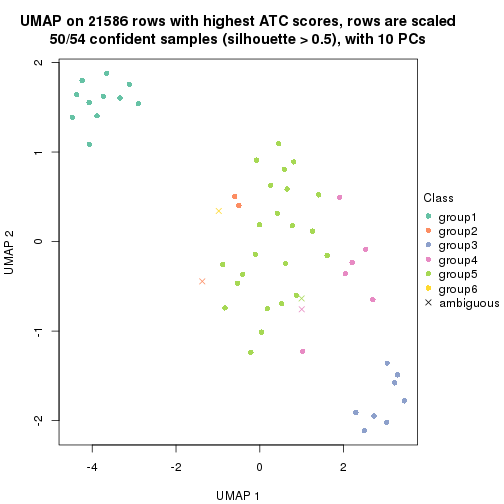 UMAP on 21586 rows with highest ATC scores, rows are scaled
50/54 confident samples (silhouette > 0.5), with 10 PCs
2
1
0
-1
-2
UMAP 2
-4
-2
0
2
UMAP 1
Class
group1
group2
group3
group4
group5
group6
ambiguous